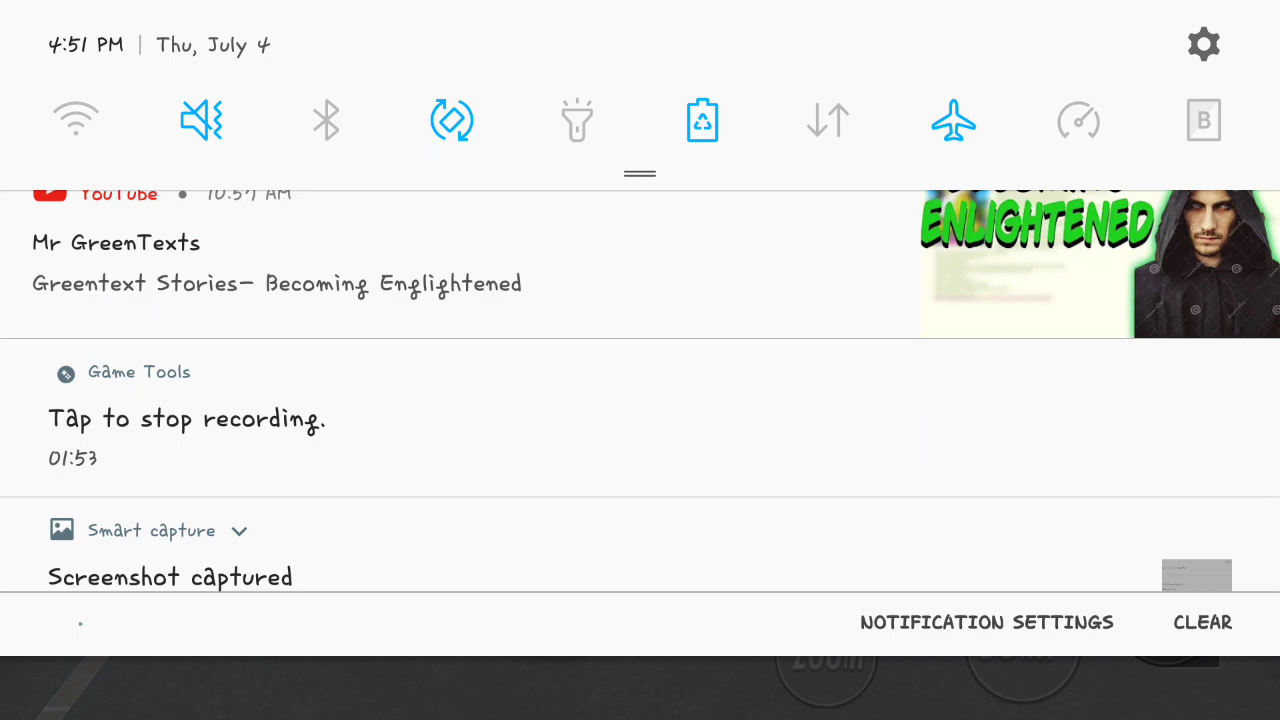 4:51 PM | Thu, July 4
B
YouTube • 10:57 AM
Mr GreenTexts
Greentext Stories- Becoming Englightened
ENLIGHTENED
Game Tools
Tap to stop recording.
01:53
Smart capture
Screenshot captured
NOTIFICATION SETTINGS CLEAR
ZOOM